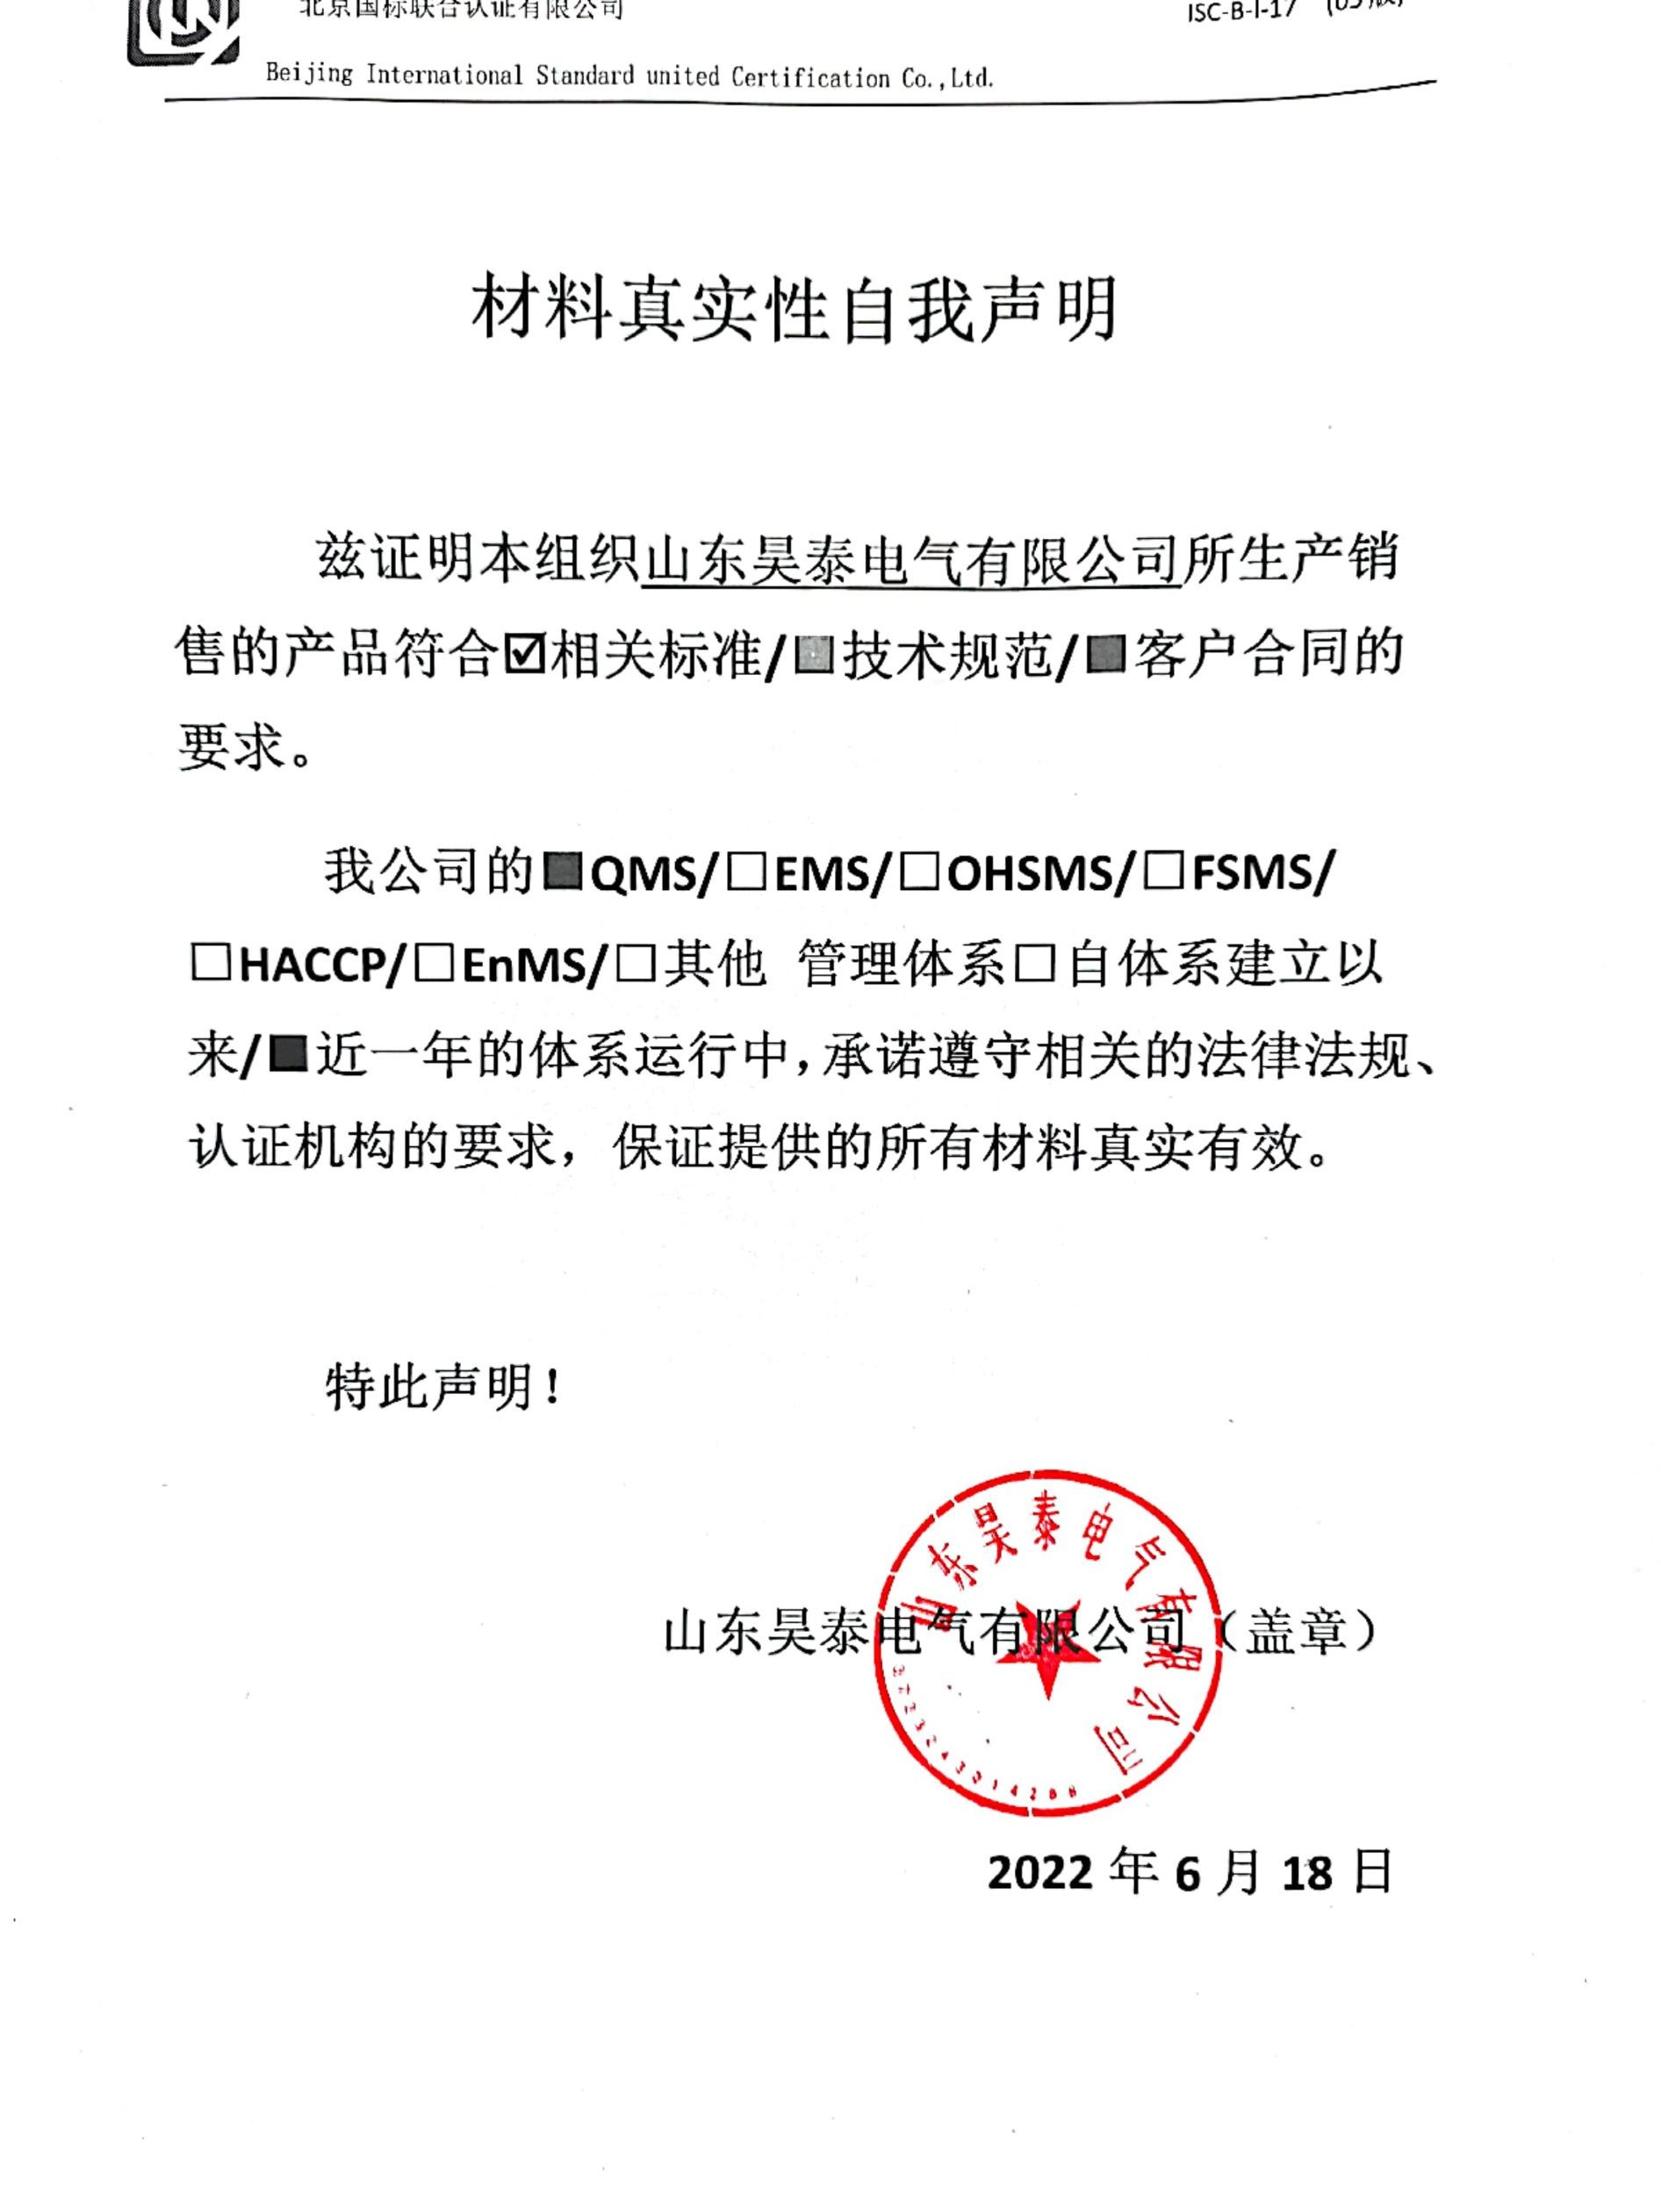 北京国标联合认证有限公司
ISC-B-I-17 (05版)
Beijing International Standard united Certification Co.,Ltd.
材料真实性自我声明
兹证明本组织山东昊泰电气有限公司所生产销
售的产品符合☑相关标准/■技术规范/■客户合同的
要求。
我公司的■QMS/□EMS/□OHSMS/□FSMS/
□HACCP/□EnMS/□其他 管理体系□自体系建立以
来/■近一年的体系运行中，承诺遵守相关的法律法规、
认证机构的要求，保证提供的所有材料真实有效。
特此声明！
山东昊泰电气有限公司
山东昊泰电气有限公司（盖章）
2022 年 6 月 18 日